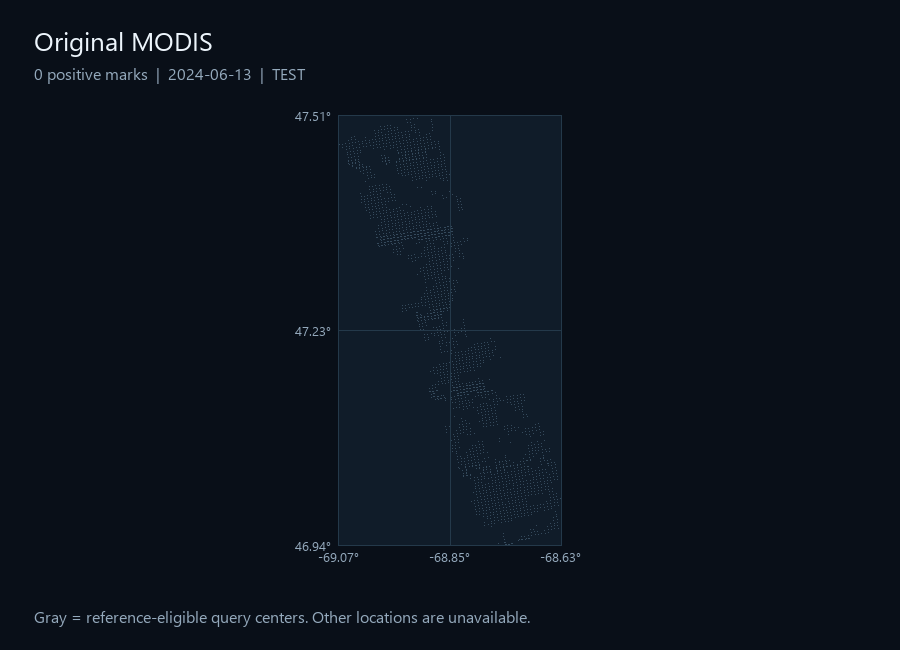 Original MODIS
0 positive marks | 2024-06-13 | TEST
47.51°
47.23°
46.94°
-69.07° -68.85° -68.63°
Gray = reference-eligible query centers. Other locations are unavailable.